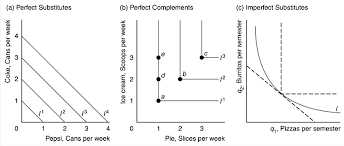 (a) Perfect Substitutes
(b) Perfect Complements
(c) Imperfect Substitutes
Coke, Cans per week
4
3
2
1
0
1
2
3
4
I1
I2
I3
I4
Pepsi, Cans per week
Ice cream, Scoops per week
3
2
1
0
1
2
3
e
d
a
b
c
I3
I2
I1
Pie, Slices per week
q2, Burritos per semester
I
q1, Pizzas per semester